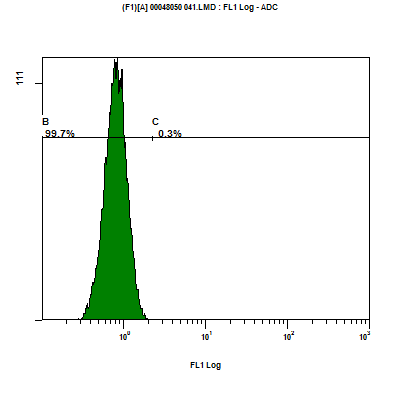 (F1)[A] 00048050 041.LMD : FL1 Log - ADC
111
B C
99.7% 0.3%
10⁰ 10¹ 10² 10³
FL1 Log